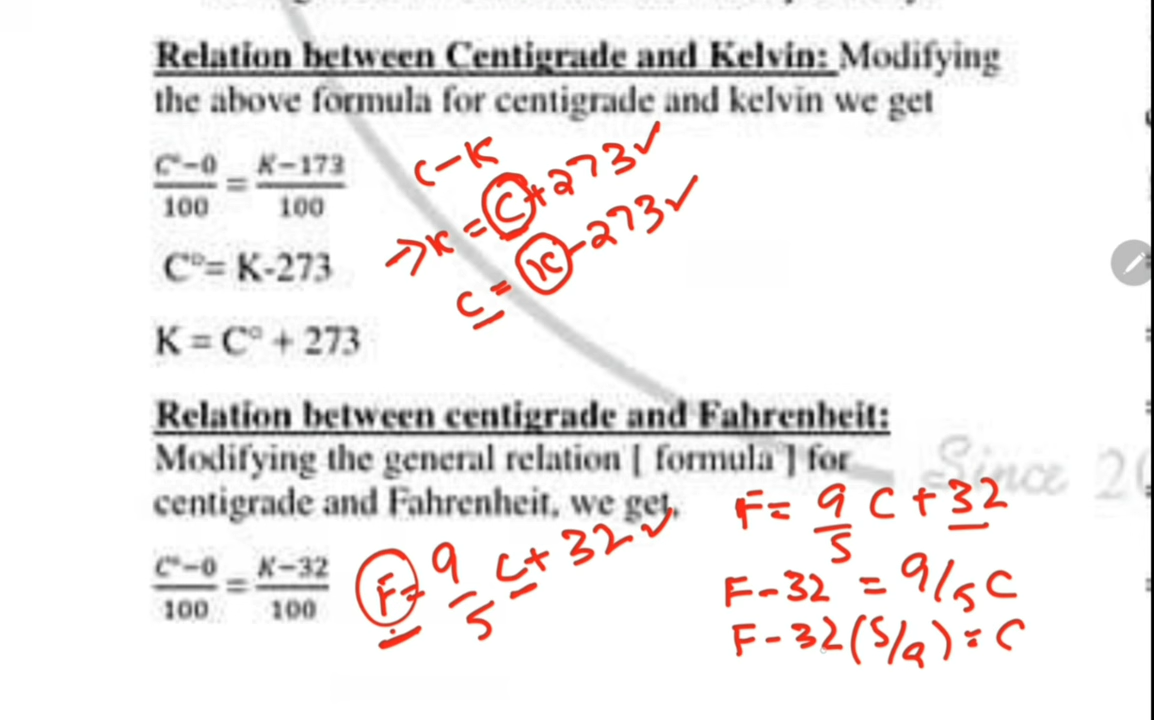 Relation between Centigrade and Kelvin: Modifying
the above formula for centigrade and kelvin we get
C°-0/100 = K-173/100
C°= K-273
K = C° + 273
C-K
→K = C+273✓
C = K-273✓
Relation between centigrade and Fahrenheit:
Modifying the general relation [ formula ] for
centigrade and Fahrenheit, we get,
C°-0/100 = K-32/100
F= 9/5 C+ 32✓
F= 9/5 C + 32
F-32 = 9/5 C
F-32(5/9) = C
Since 20